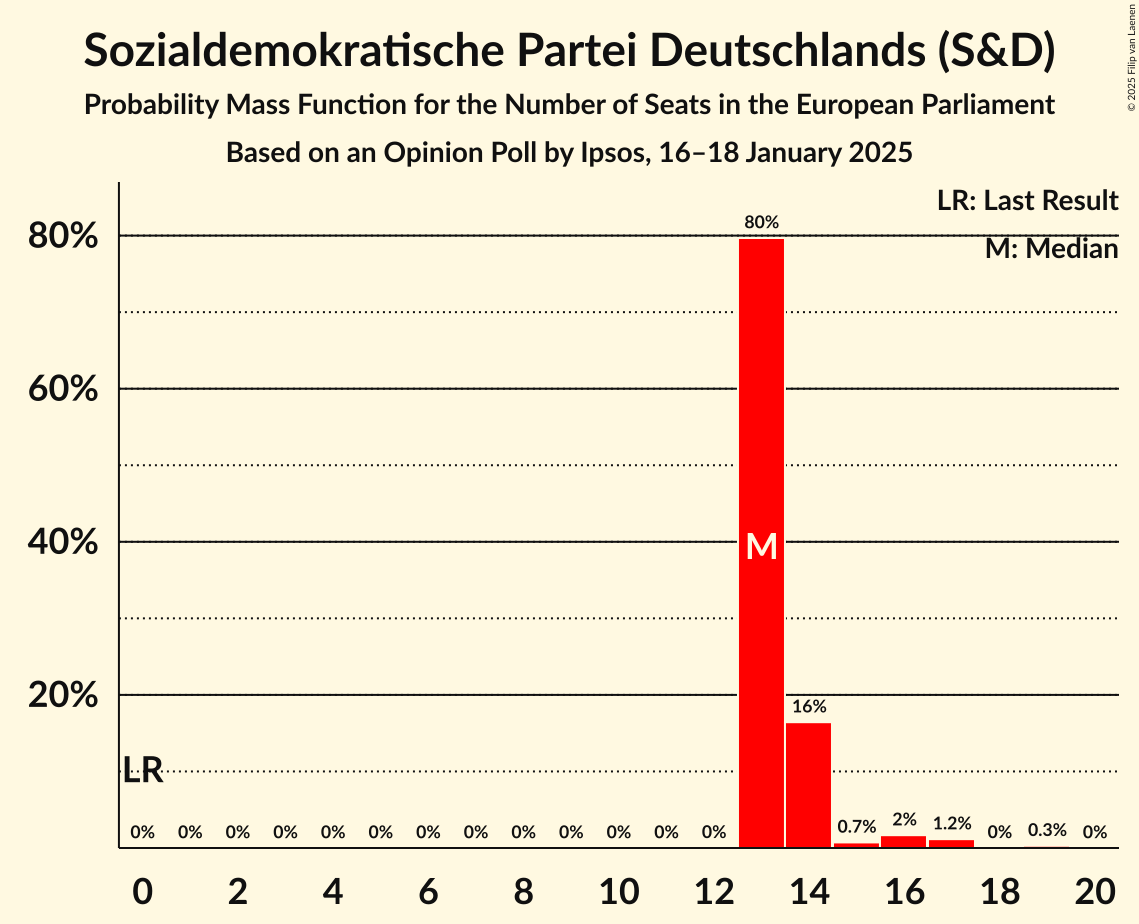 Sozialdemokratische Partei Deutschlands (S&D)
Probability Mass Function for the Number of Seats in the European Parliament
Based on an Opinion Poll by Ipsos, 16–18 January 2025
© 2025 Filip van Laenen
LR: Last Result
M: Median
80%
60%
40%
20%
80%
M
16%
LR
0% 0% 0% 0% 0% 0% 0% 0% 0% 0% 0% 0% 0% 0.7% 2% 1.2% 0% 0.3% 0%
0 2 4 6 8 10 12 14 16 18 20